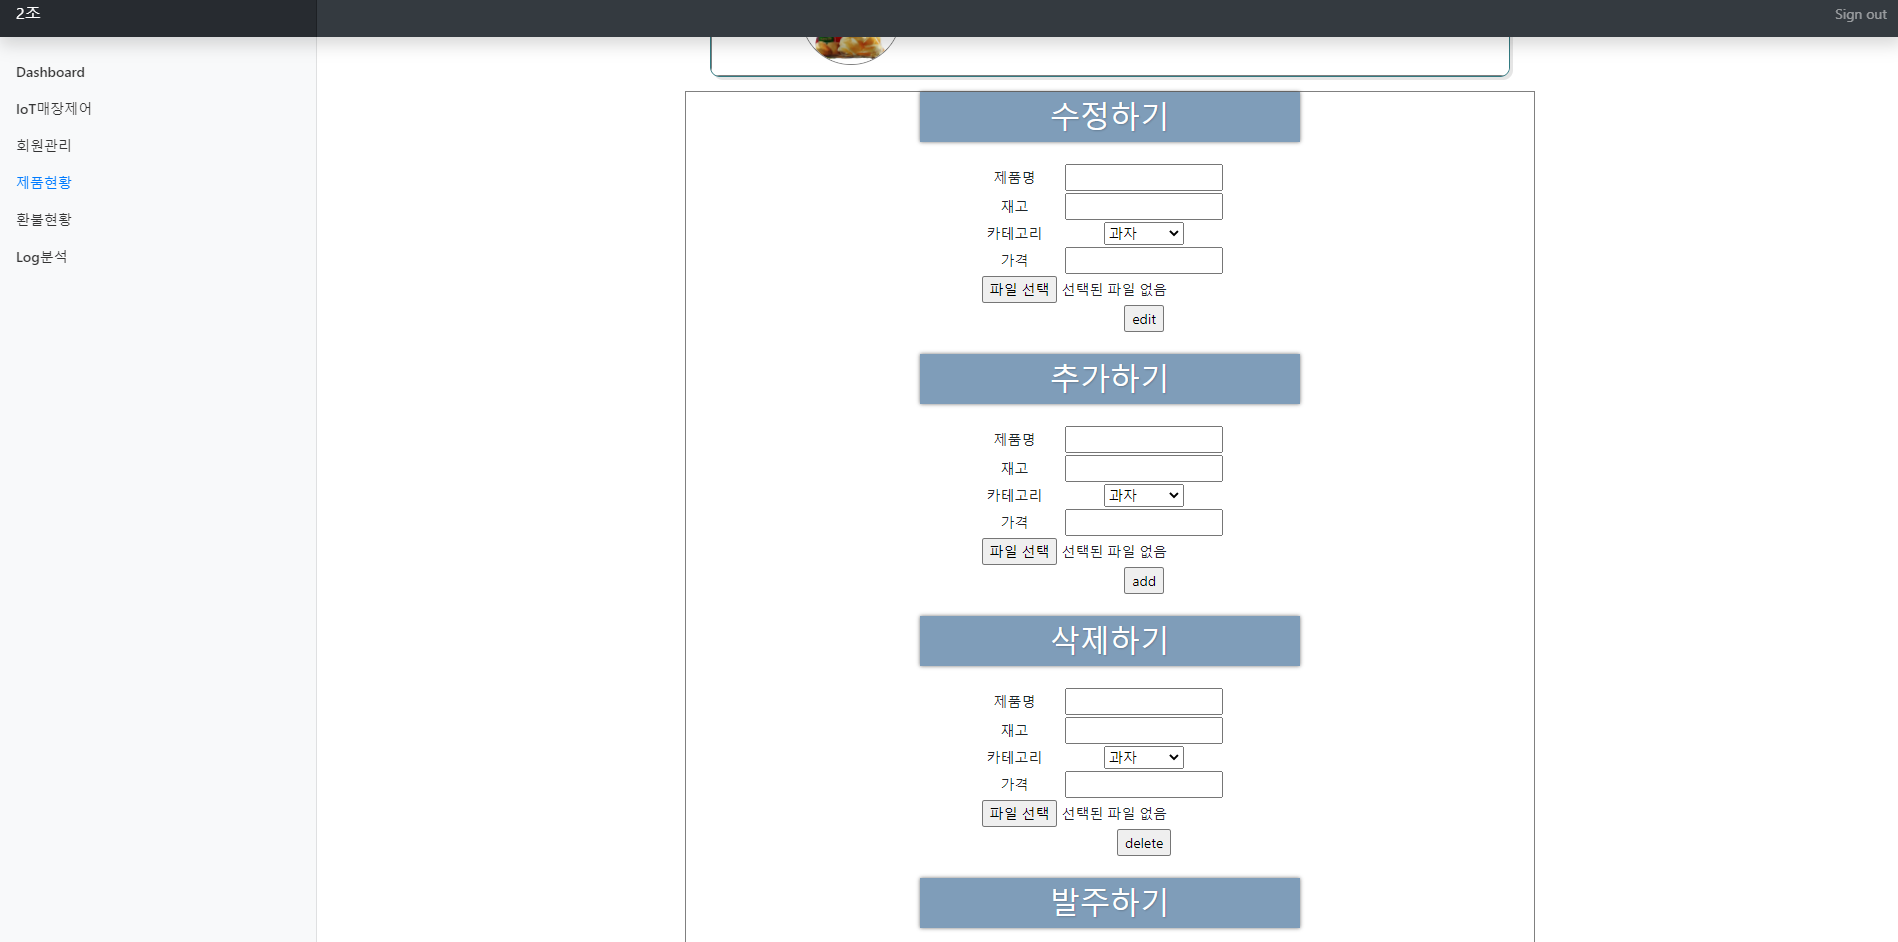 2조
Sign out
Dashboard
IoT매장제어
회원관리
제품현황
환불현황
Log분석
수정하기
제품명
재고
카테고리 과자
가격
파일 선택 선택된 파일 없음
edit
추가하기
제품명
재고
카테고리 과자
가격
파일 선택 선택된 파일 없음
add
삭제하기
제품명
재고
카테고리 과자
가격
파일 선택 선택된 파일 없음
delete
발주하기